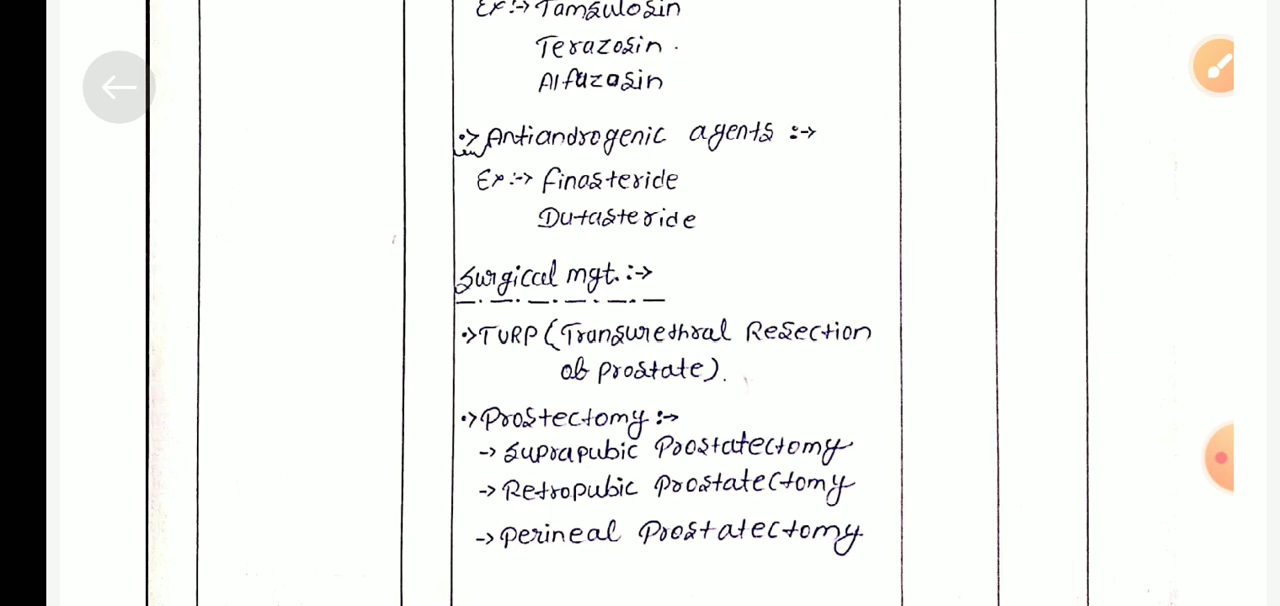 Ex :-> Tamsulosin
Terazosin.
Alfuzosin
•> Antiandrogenic agents :->
Ex :-> Finasteride
Dutasteride
Surgical mgt. :->
•> TURP (Transurethral Resection
of prostate).
•> Prostectomy :->
-> Suprapubic Prostatectomy
-> Retropubic Prostatectomy
-> Perineal Prostatectomy